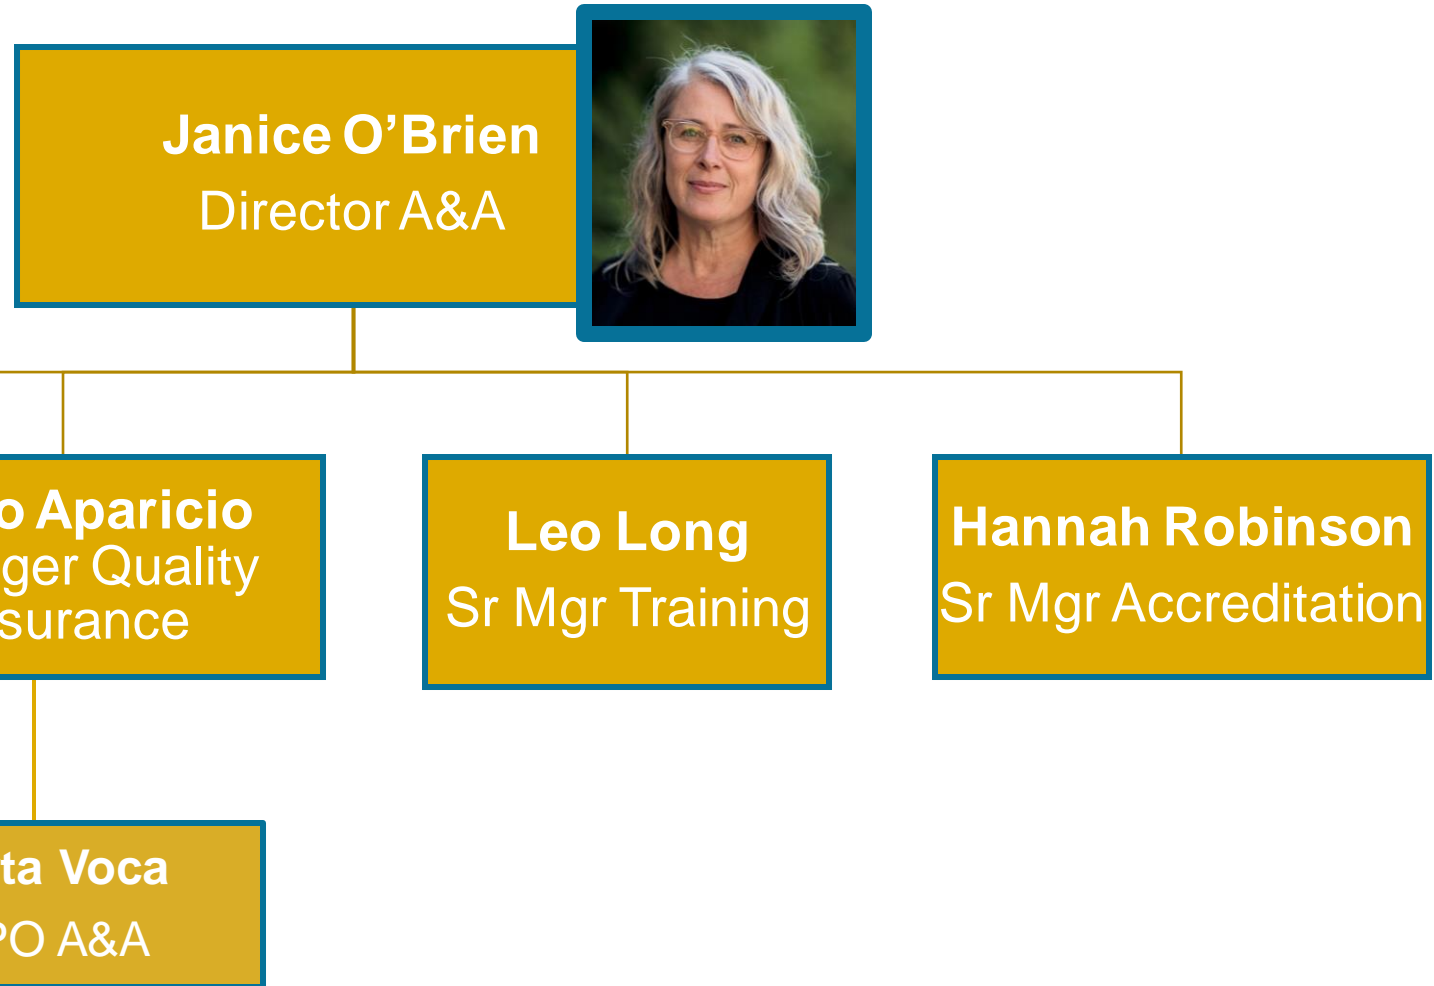 Janice O’Brien
Director A&A
o Aparicio
ger Quality
surance
Leo Long
Sr Mgr Training
Hannah Robinson
Sr Mgr Accreditation
ta Voca
PO A&A